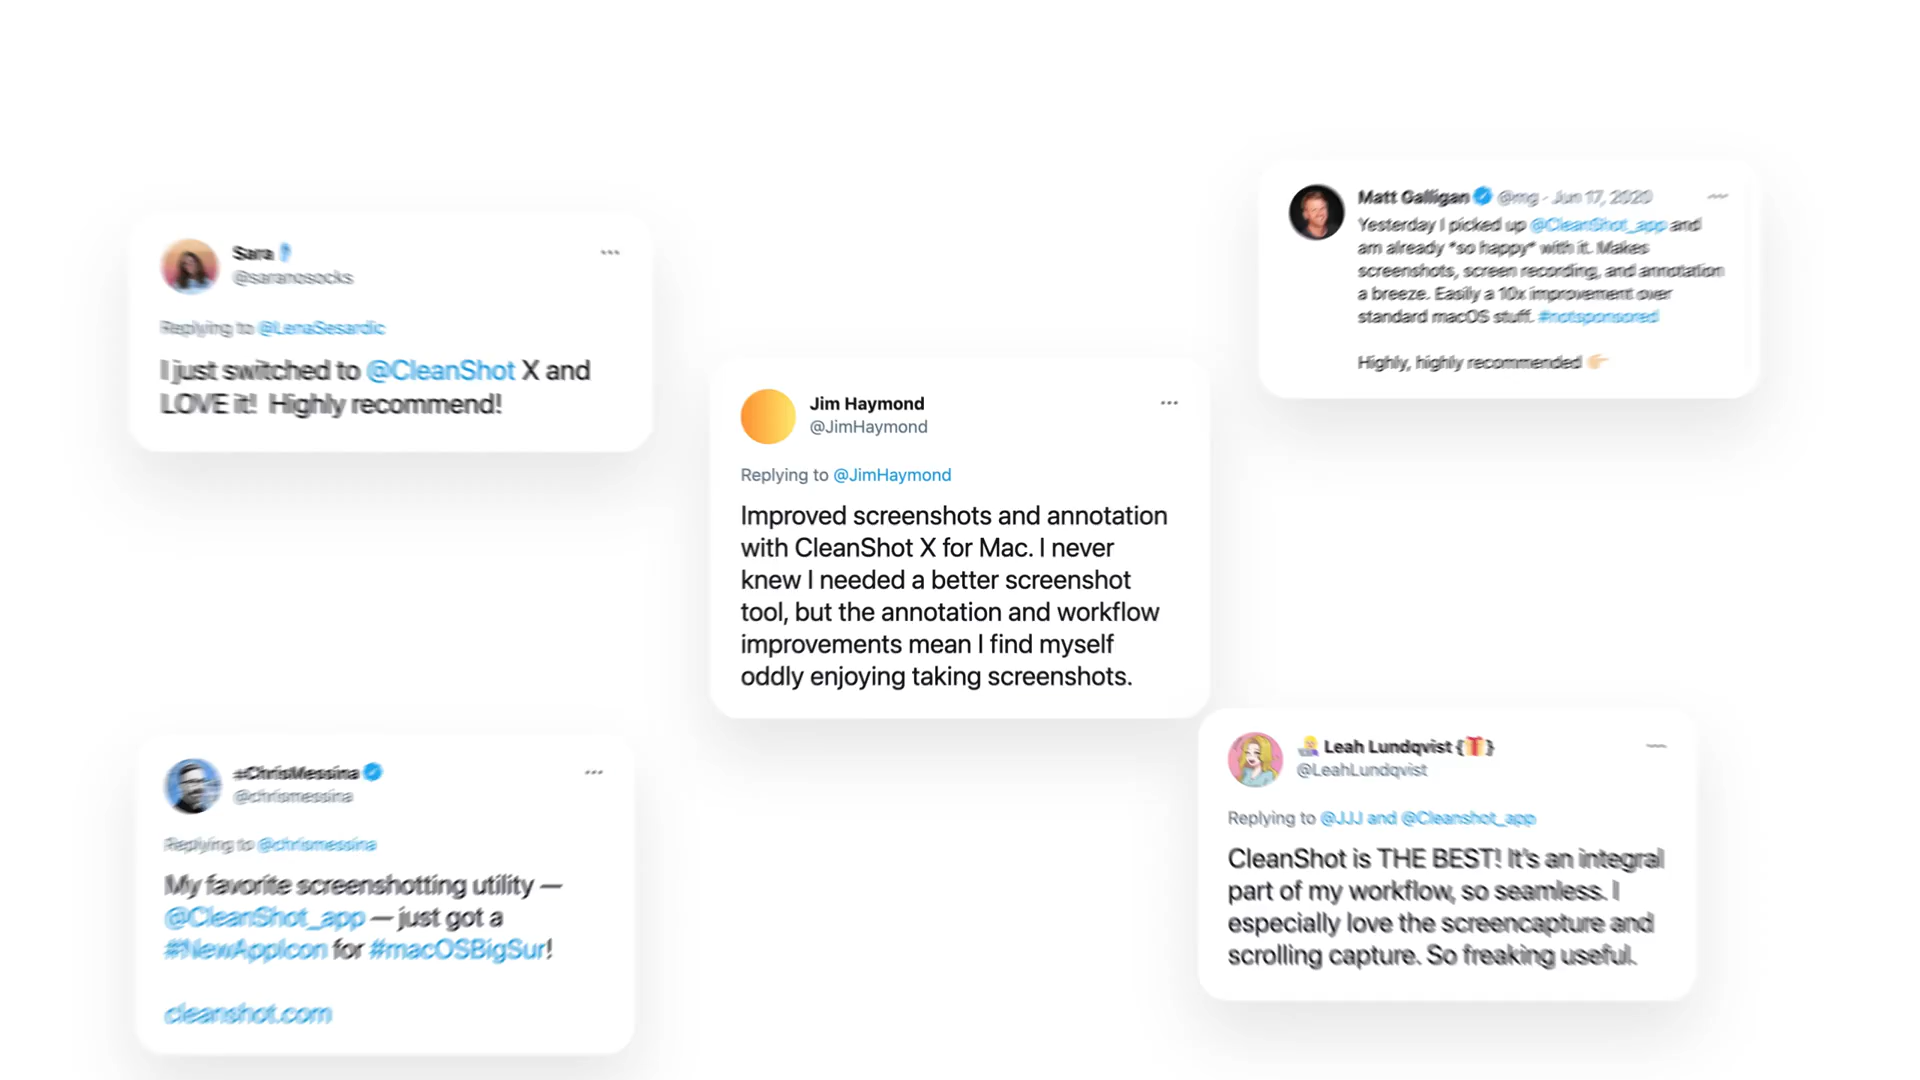 Sara
@saranosocks
Replying to @LenaSesardic
I just switched to @CleanShot X and
LOVE it! Highly recommend!
Matt Galligan @mg · Jun 17, 2020
Yesterday I picked up @CleanShot_app and
am already *so happy* with it. Makes
screenshots, screen recording, and annotation
a breeze. Easily a 10x improvement over
standard macOS stuff. #notsponsored
Highly, highly recommended 👉🏻
Jim Haymond
@JimHaymond
Replying to @JimHaymond
Improved screenshots and annotation
with CleanShot X for Mac. I never
knew I needed a better screenshot
tool, but the annotation and workflow
improvements mean I find myself
oddly enjoying taking screenshots.
#ChrisMessina
@chrismessina
Replying to @chrismessina
My favorite screenshotting utility —
@CleanShot_app — just got a
#NewAppIcon for #macOSBigSur!
cleanshot.com
Leah Lundqvist {🎁}
@LeahLundqvist
Replying to @JJJ and @Cleanshot_app
CleanShot is THE BEST! It's an integral
part of my workflow, so seamless. I
especially love the screencapture and
scrolling capture. So freaking useful.